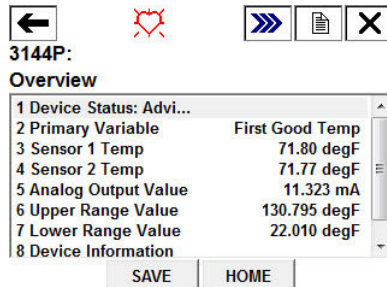 3144P:
Overview
1 Device Status: Advi...
2 Primary Variable First Good Temp
3 Sensor 1 Temp 71.80 degF
4 Sensor 2 Temp 71.77 degF
5 Analog Output Value 11.323 mA
6 Upper Range Value 130.795 degF
7 Lower Range Value 22.010 degF
8 Device Information
SAVE HOME